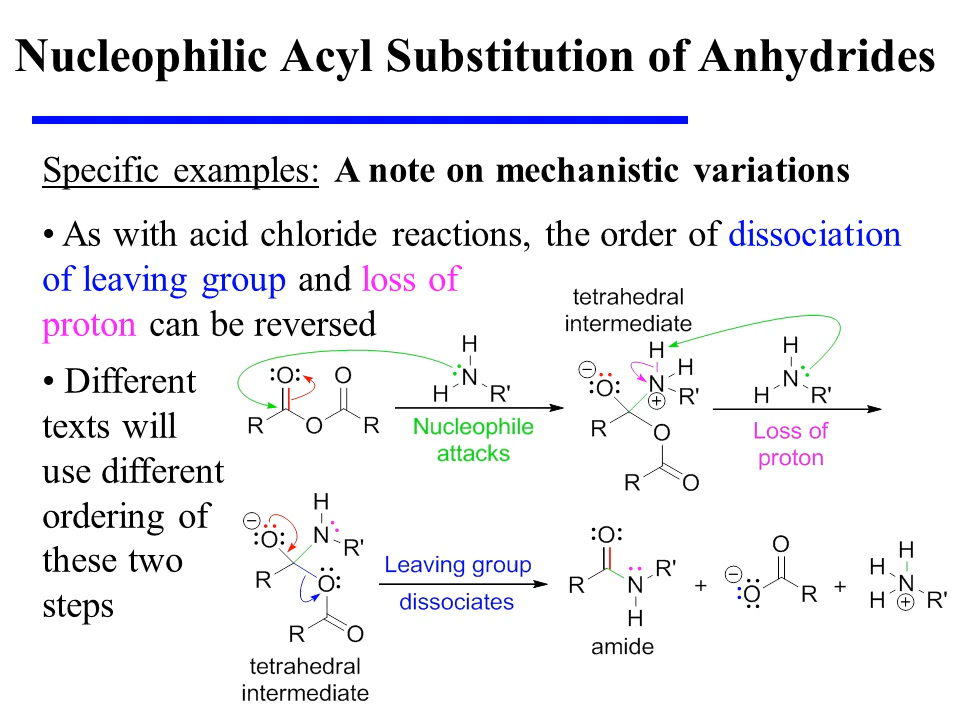 Nucleophilic Acyl Substitution of Anhydrides
Specific examples: A note on mechanistic variations
• As with acid chloride reactions, the order of dissociation
of leaving group and loss of
proton can be reversed
• Different
texts will
use different
ordering of
these two
steps
O O
R O R
H
N
H R'
Nucleophile
attacks
tetrahedral
intermediate
H
− O N H
+ R'
R O
R O
H
N
H R'
Loss of
proton
H
− O N
R'
R O
R O
tetrahedral
intermediate
Leaving group
dissociates
O
R N R'
H
amide
+
O
− O R
+
H
H N
H + R'